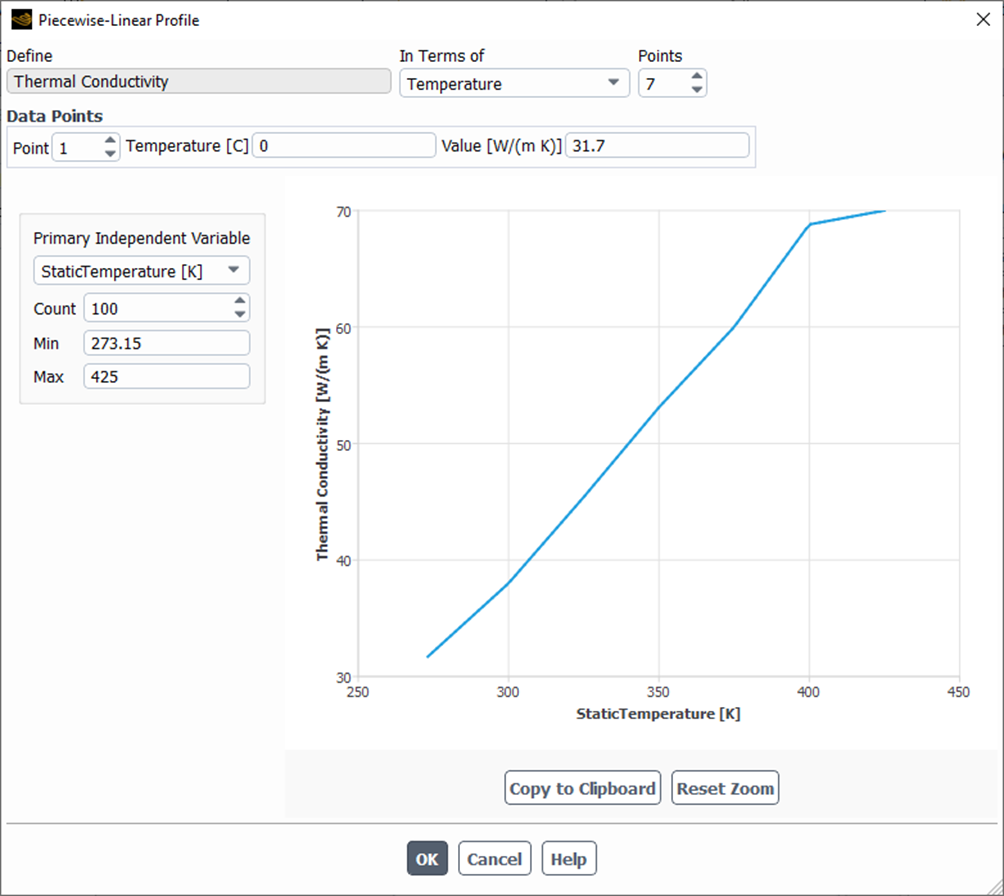 Piecewise-Linear Profile
Define In Terms of Points
Thermal Conductivity Temperature 7
Data Points
Point 1 Temperature [C] 0 Value [W/(m K)] 31.7
Primary Independent Variable
StaticTemperature [K]
Count 100
Min 273.15
Max 425
Thermal Conductivity [W/(m K)]
70
60
50
40
30
250 300 350 400 450
StaticTemperature [K]
Copy to Clipboard Reset Zoom
OK Cancel Help